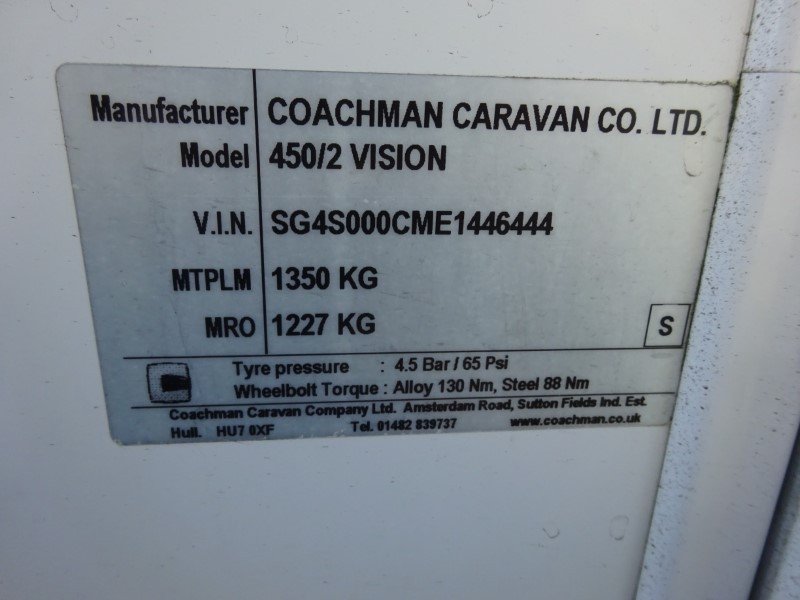 Manufacturer COACHMAN CARAVAN CO. LTD.
Model 450/2 VISION
V.I.N. SG4S000CME1446444
MTPLM 1350 KG
MRO 1227 KG S
Tyre pressure : 4.5 Bar / 65 Psi
Wheelbolt Torque : Alloy 130 Nm, Steel 88 Nm
Coachman Caravan Company Ltd. Amsterdam Road, Sutton Fields Ind. Est.
Hull. HU7 0XF Tel. 01482 839737 www.coachman.co.uk